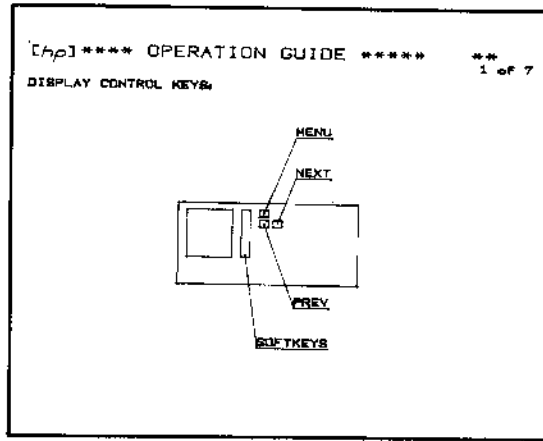 [hp] **** OPERATION GUIDE ***** **
1 of 7
DISPLAY CONTROL KEYS:
MENU
NEXT
PREV
SOFTKEYS